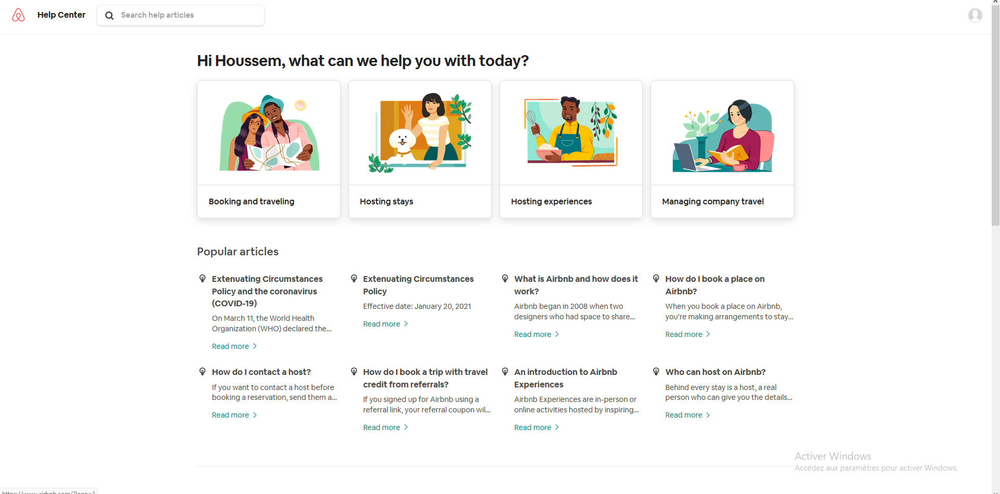 Help Center
Search help articles
Hi Houssem, what can we help you with today?
Booking and traveling
Hosting stays
Hosting experiences
Managing company travel
Popular articles
Extenuating Circumstances
Policy and the coronavirus
(COVID-19)
On March 11, the World Health
Organization (WHO) declared the...
Read more
Extenuating Circumstances
Policy
Effective date: January 20, 2021
Read more
What is Airbnb and how does it
work?
Airbnb began in 2008 when two
designers who had space to share...
Read more
How do I book a place on
Airbnb?
When you book a place on Airbnb,
you’re making arrangements to stay...
Read more
How do I contact a host?
If you want to contact a host before
booking a reservation, send them a...
Read more
How do I book a trip with travel
credit from referrals?
If you signed up for Airbnb using a
referral link, your referral coupon wil...
Read more
An introduction to Airbnb
Experiences
Airbnb Experiences are in-person or
online activities hosted by inspiring...
Read more
Who can host on Airbnb?
Behind every stay is a host, a real
person who can give you the details...
Read more
Activer Windows
Accédez aux paramètres pour activer Windows.
https://www.airbnb.com/?logo=1